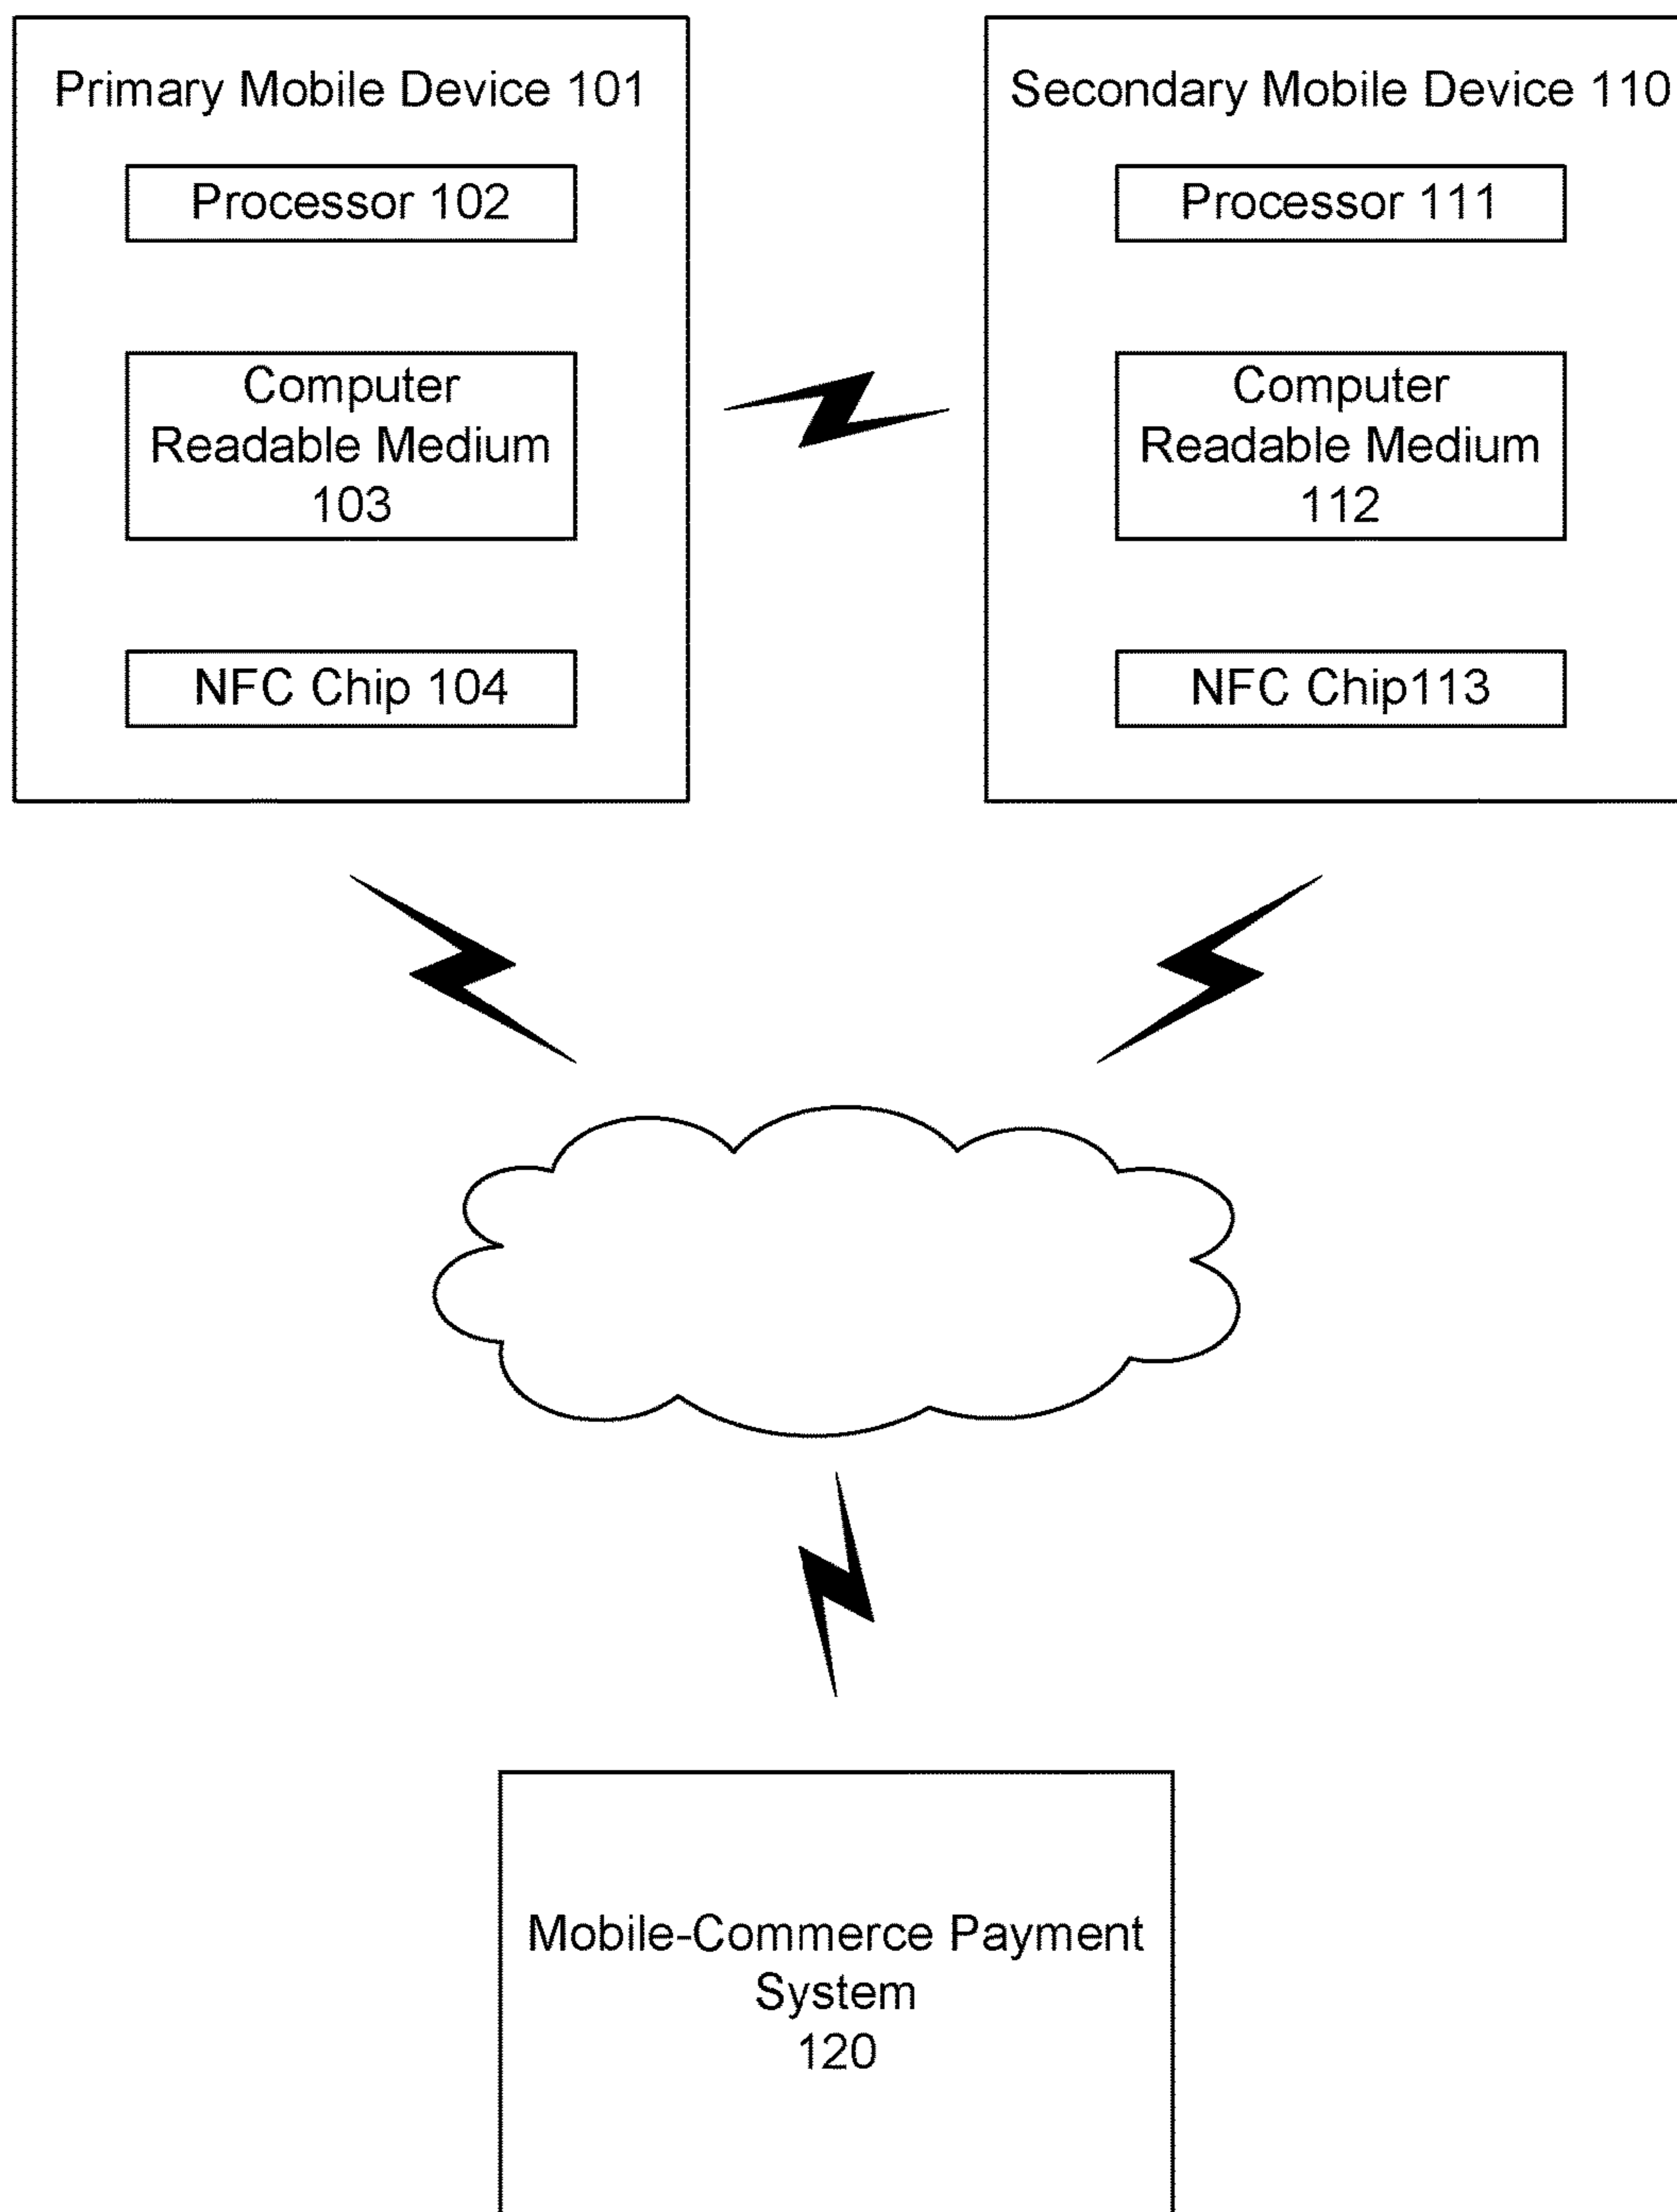 Primary Mobile Device 101
Processor 102
Computer
Readable Medium
103
NFC Chip 104
Secondary Mobile Device 110
Processor 111
Computer
Readable Medium
112
NFC Chip113
Mobile-Commerce Payment
System
120